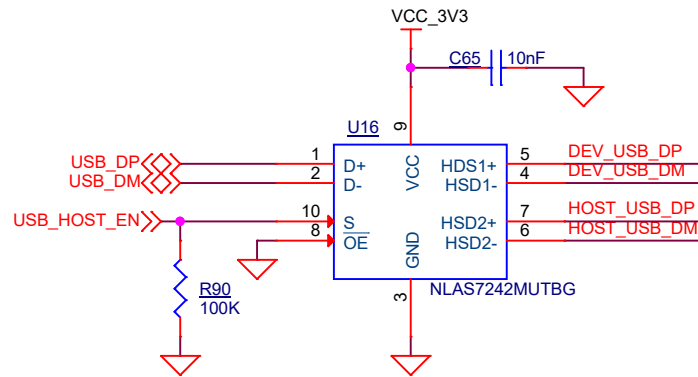 VCC_3V3
C65 10nF
U16
9
USB_DP 1 D+ VCC HDS1+ 5 DEV_USB_DP
USB_DM 2 D- HSD1- 4 DEV_USB_DM
USB_HOST_EN 10 S HSD2+ 7 HOST_USB_DP
8 OE GND HSD2- 6 HOST_USB_DM
R90
100K
3 NLAS7242MUTBG